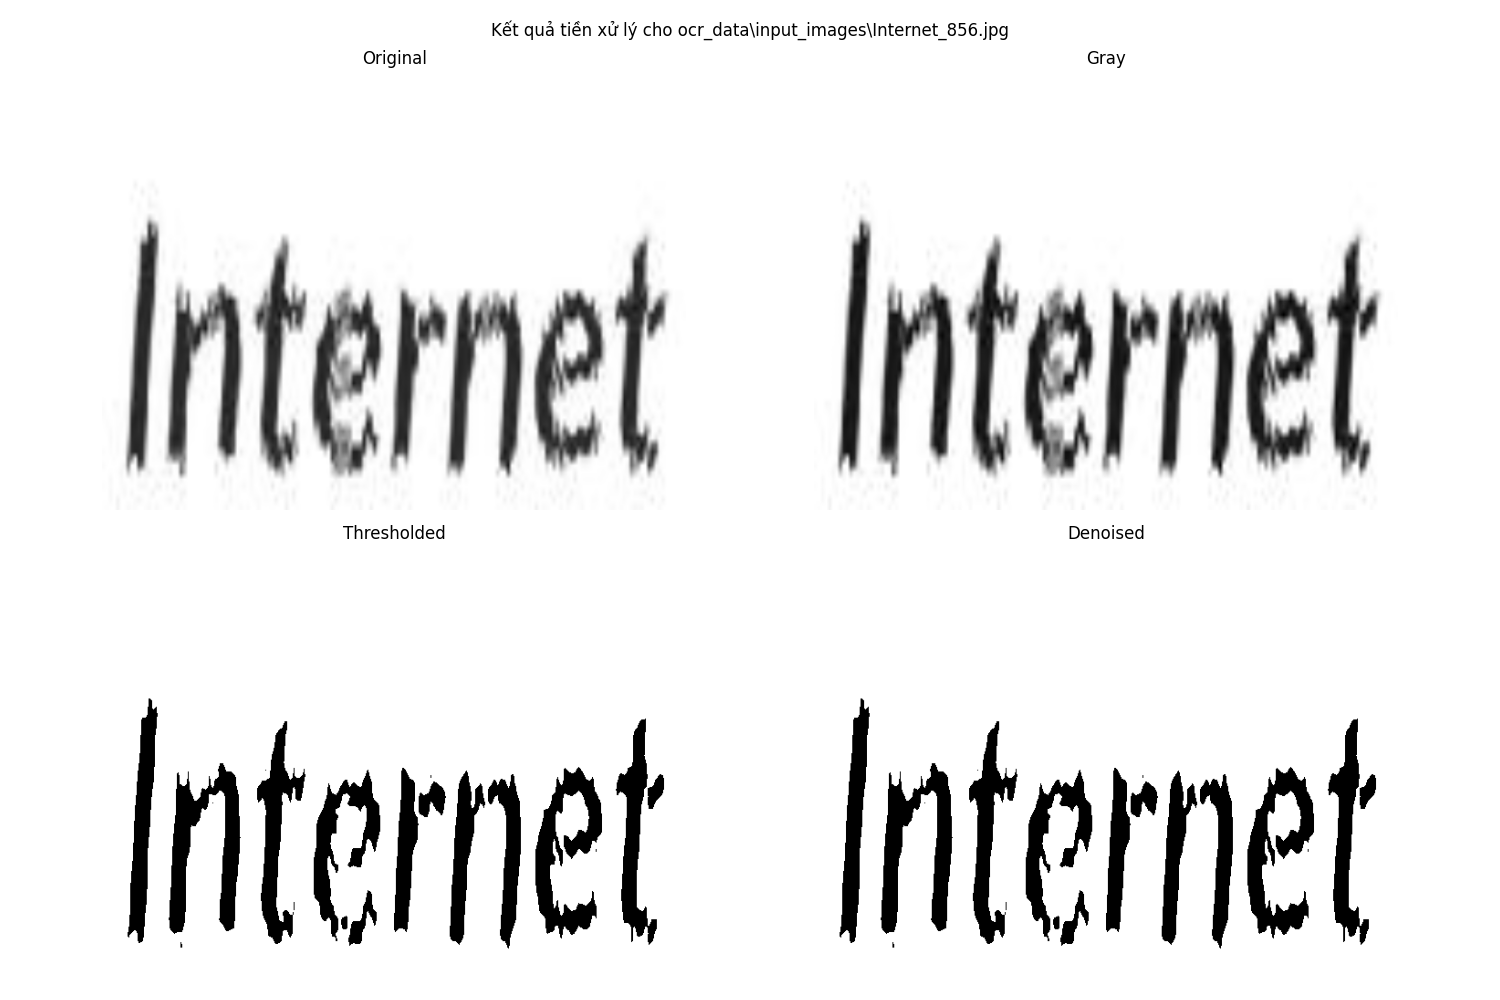 Kết quả tiền xử lý cho ocr_data\input_images\Internet_856.jpg
Original
Gray
Internet
Internet
Thresholded
Denoised
Internet
Internet